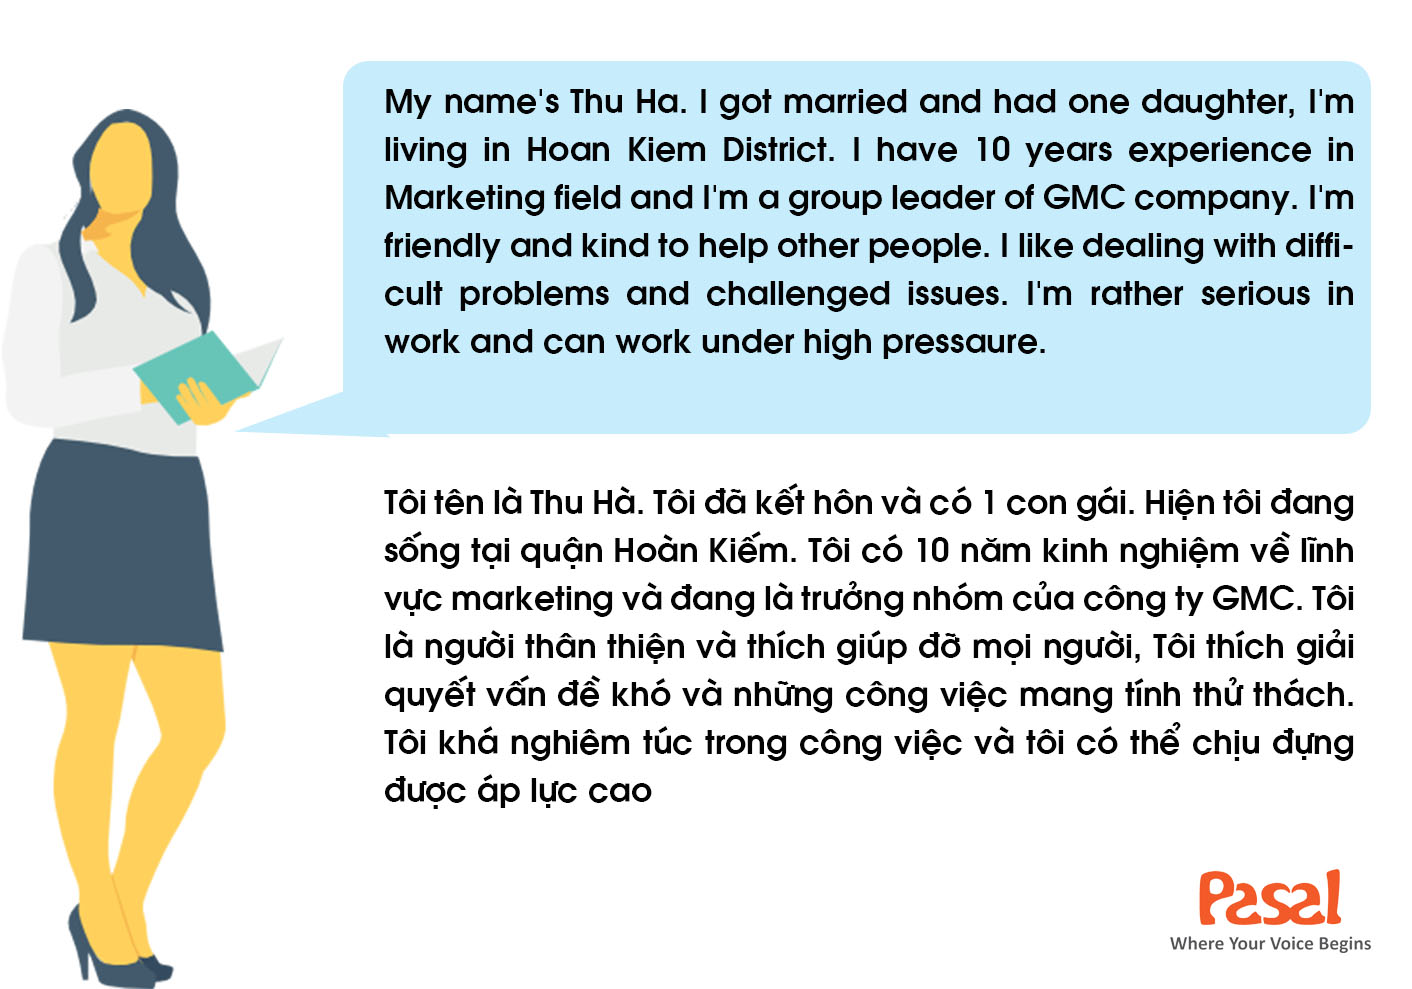 My name's Thu Ha. I got married and had one daughter, I'm
living in Hoan Kiem District. I have 10 years experience in
Marketing field and I'm a group leader of GMC company. I'm
friendly and kind to help other people. I like dealing with diffi-
cult problems and challenged issues. I'm rather serious in
work and can work under high pressaure.
Tôi tên là Thu Hà. Tôi đã kết hôn và có 1 con gái. Hiện tôi đang
sống tại quận Hoàn Kiếm. Tôi có 10 năm kinh nghiệm về lĩnh
vực marketing và đang là trưởng nhóm của công ty GMC. Tôi
là người thân thiện và thích giúp đỡ mọi người, Tôi thích giải
quyết vấn đề khó và những công việc mang tính thử thách.
Tôi khá nghiêm túc trong công việc và tôi có thể chịu đựng
được áp lực cao
Pasal
Where Your Voice Begins